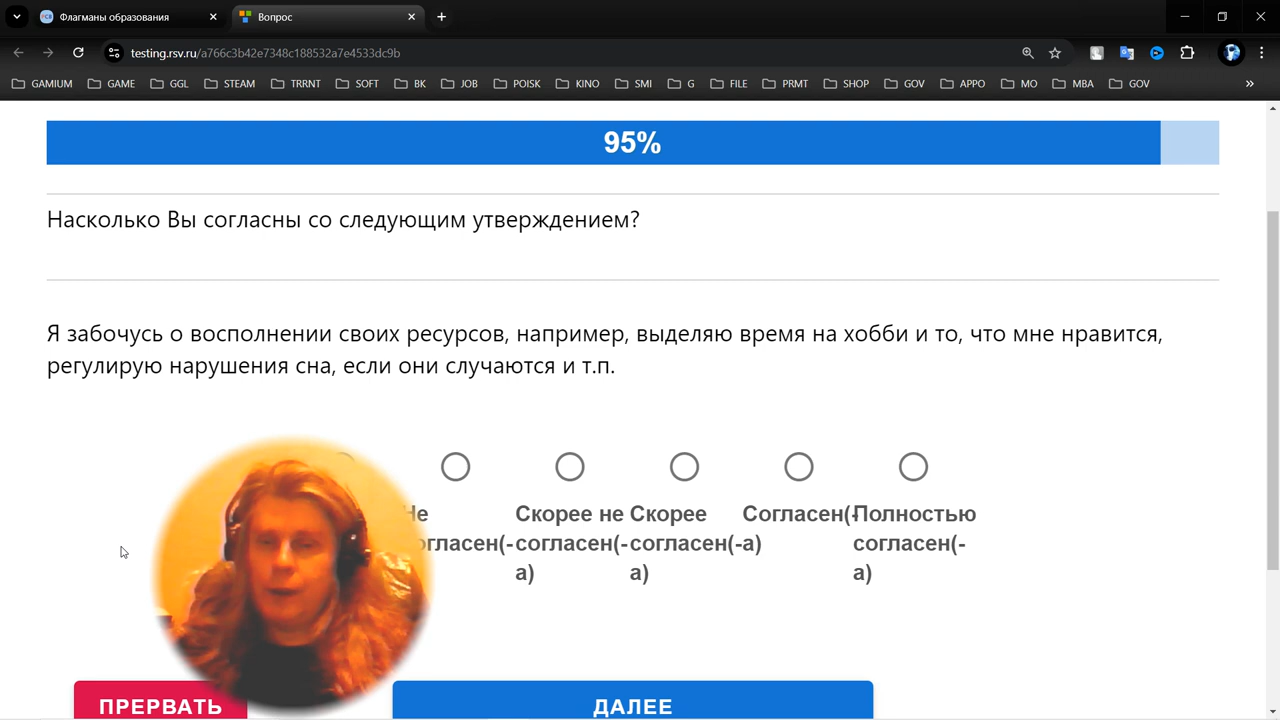 Флагманы образования
Вопрос
testing.rsv.ru/a766c3b42e7348c188532a7e4533dc9b
GAMIUM GAME GGL STEAM TRRNT SOFT BK JOB POISK KINO SMI G FILE PRMT SHOP GOV APPO MO MBA GOV
95%
Насколько Вы согласны со следующим утверждением?
Я забочусь о восполнении своих ресурсов, например, выделяю время на хобби и то, что мне нравится,
регулирую нарушения сна, если они случаются и т.п.
Не Скорее не Скорее Согласен( Полностью
огласен(- согласен(- согласен(-а) согласен(-
а) а) а)
ПРЕРВАТЬ ДАЛЕЕ